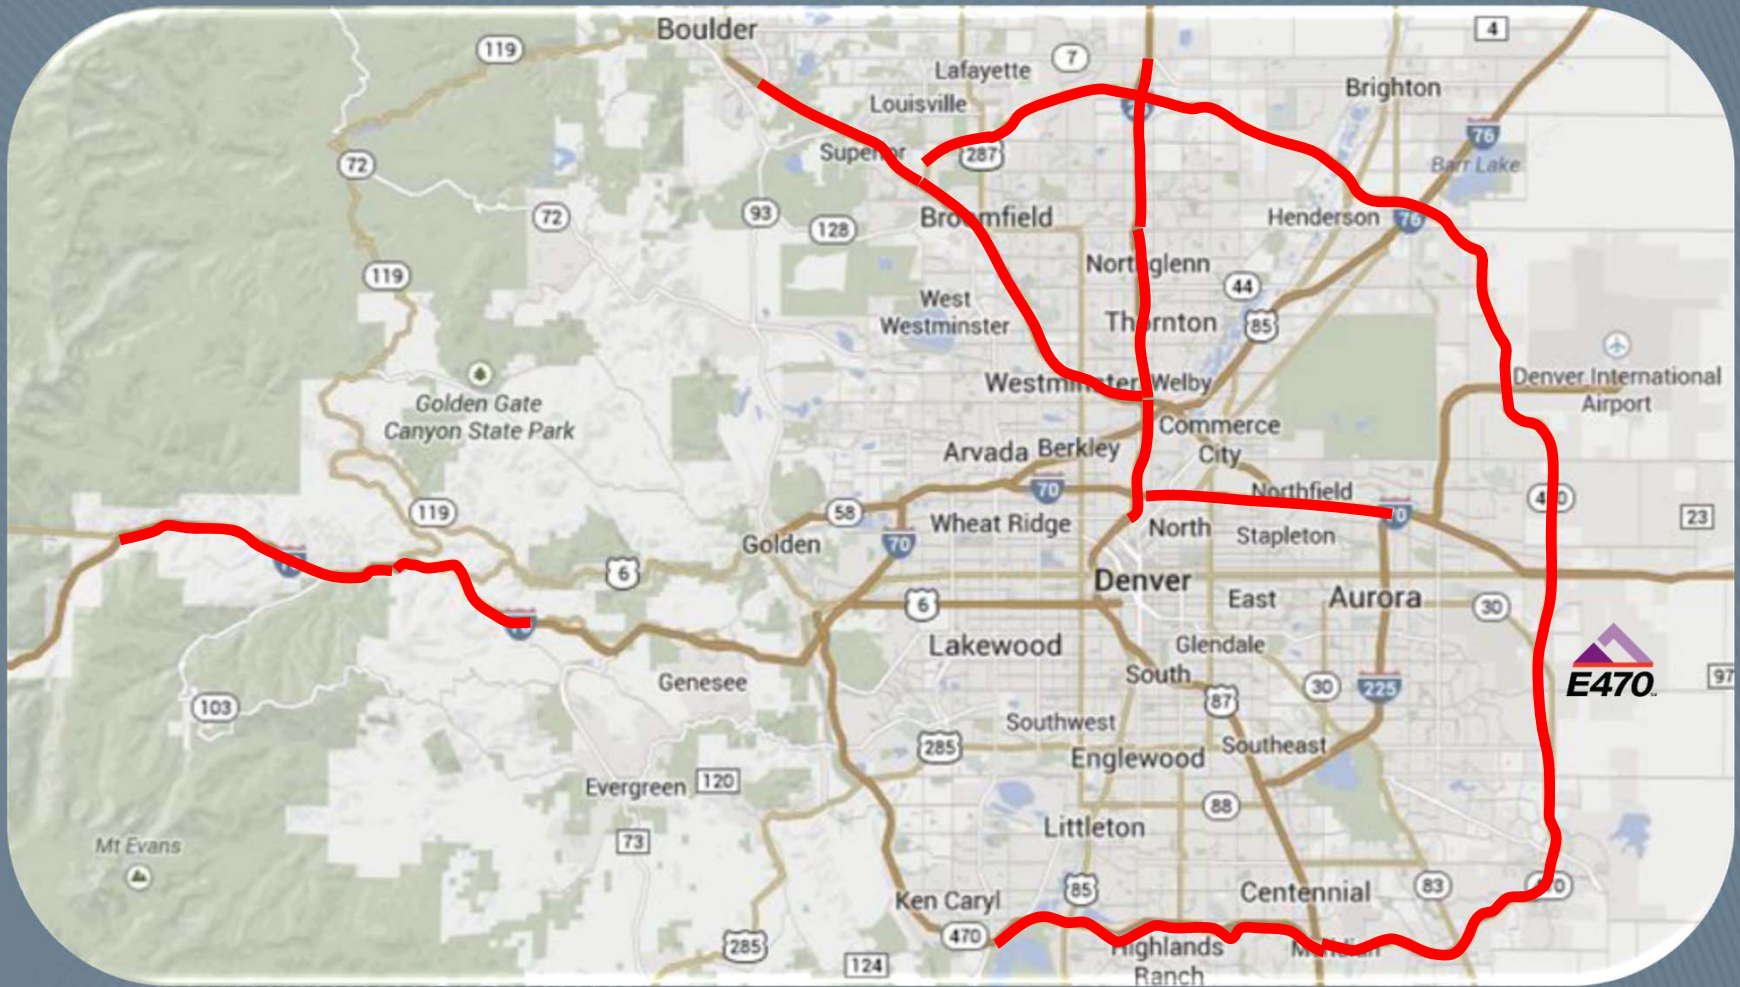 Boulder
4
119
Lafayette
7
Brighton
Louisville
76
Superior
287
Barr Lake
72
72
93
128
Broomfield
Henderson
76
119
Northglenn
44
West
Westminster
Thornton
85
Westminster
Welby
Denver International
Airport
Golden Gate
Canyon State Park
Commerce
City
Arvada
Berkley
70
Northfield
119
58
Wheat Ridge
North
Stapleton
23
Golden
70
6
Denver
6
East
Aurora
30
Lakewood
Glendale
South
E470
Genesee
30
225
97
103
87
Southwest
285
Englewood
Southeast
Evergreen
120
88
Littleton
73
Mt Evans
Ken Caryl
85
Centennial
83
470
285
124
Highlands
Ranch
Meridian